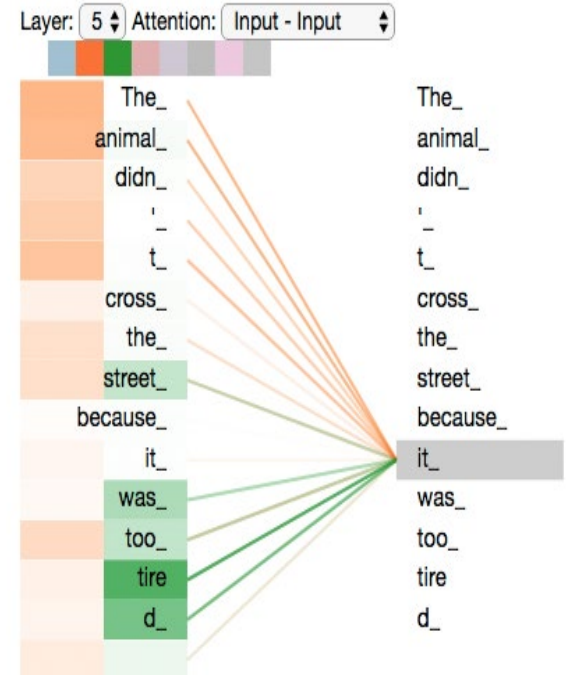 Layer: 5 Attention: Input - Input
The_ The_
animal_ animal_
didn_ didn_
'_ '_
t_ t_
cross_ cross_
the_ the_
street_ street_
because_ because_
it_ it_
was_ was_
too_ too_
tire tire
d_ d_